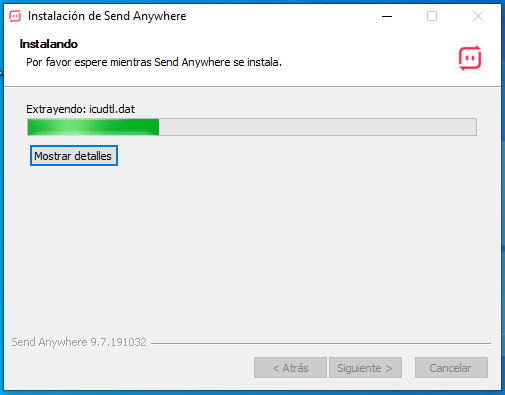 Instalación de Send Anywhere
Instalando
Por favor espere mientras Send Anywhere se instala.
Extrayendo: icudtl.dat
Mostrar detalles
Send Anywhere 9.7.191032
< Atrás
Siguiente >
Cancelar